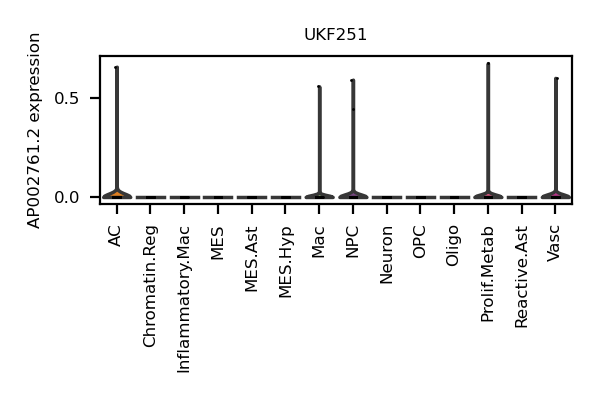 UKF251
AP002761.2 expression
0.5
0.0
AC
Chromatin.Reg
Inflammatory.Mac
MES
MES.Ast
MES.Hyp
Mac
NPC
Neuron
OPC
Oligo
Prolif.Metab
Reactive.Ast
Vasc